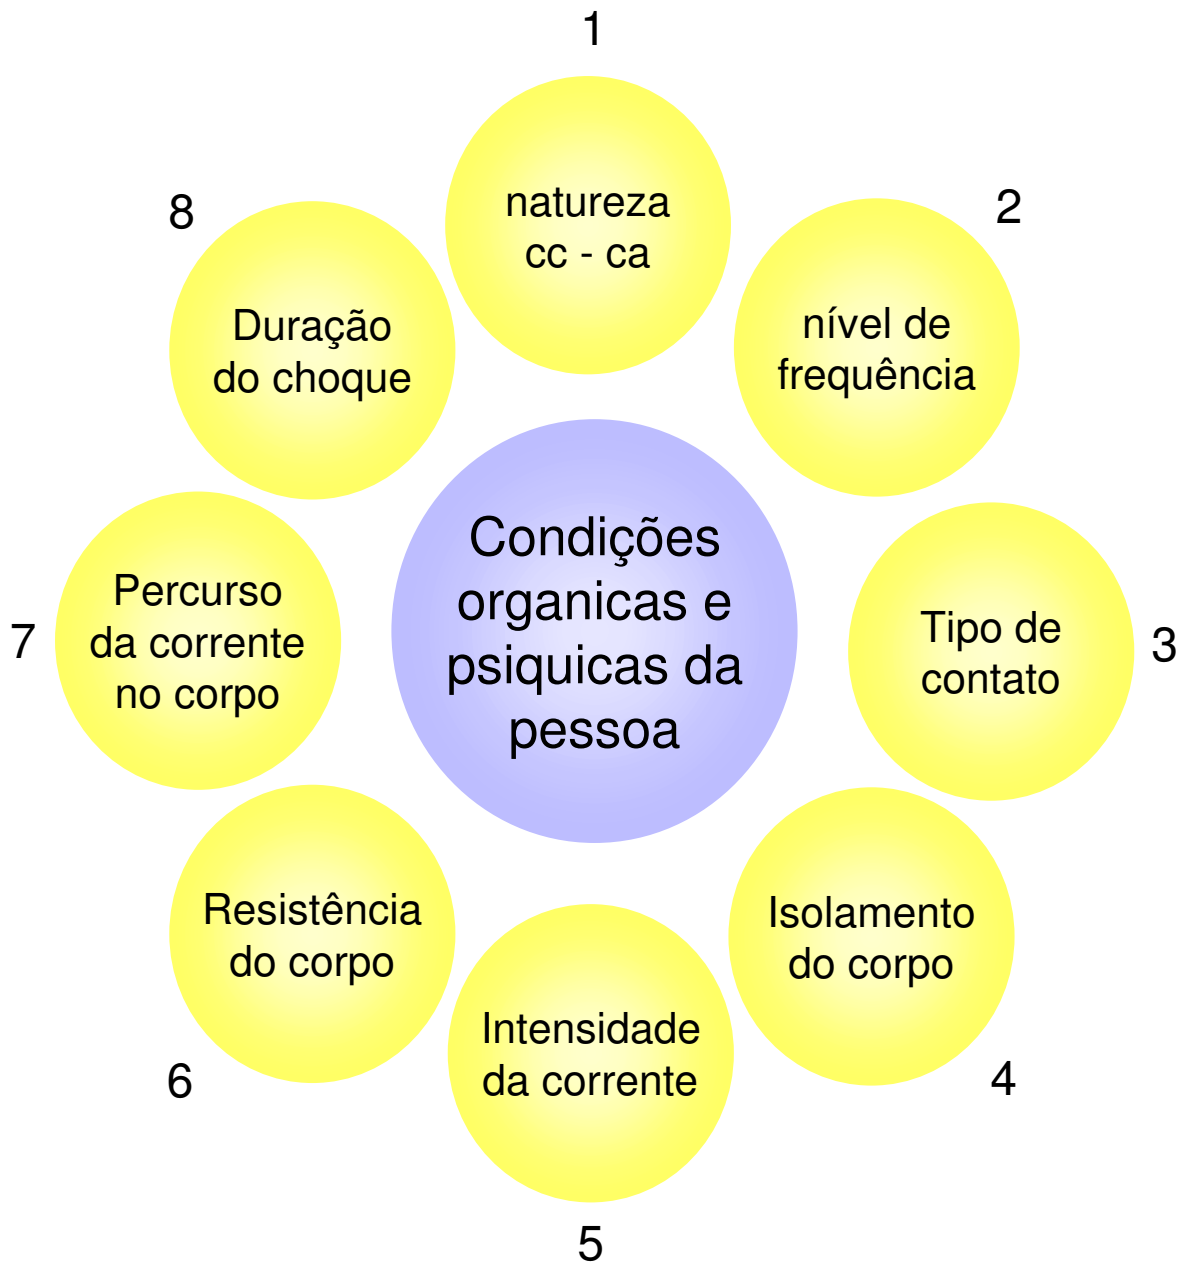 1
natureza
cc - ca
2
nível de
frequência
3
Tipo de
contato
4
Isolamento
do corpo
5
Intensidade
da corrente
6
Resistência
do corpo
7
Percurso
da corrente
no corpo
8
Duração
do choque
Condições
organicas e
psiquicas da
pessoa